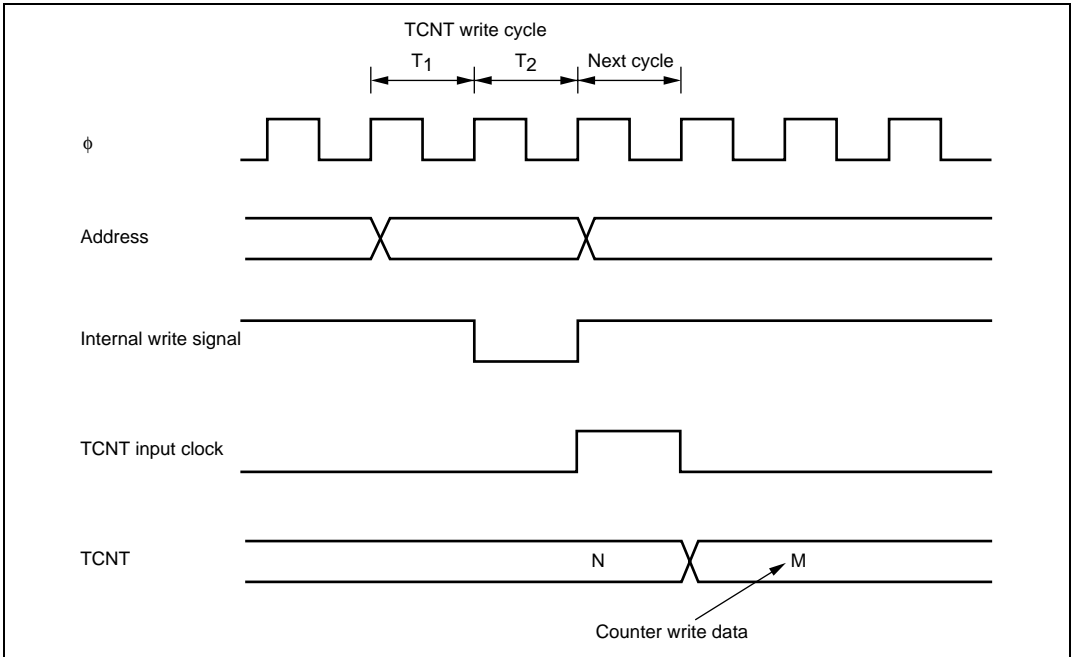 TCNT write cycle
T1 T2 Next cycle
ϕ
Address
Internal write signal
TCNT input clock
TCNT N M
Counter write data